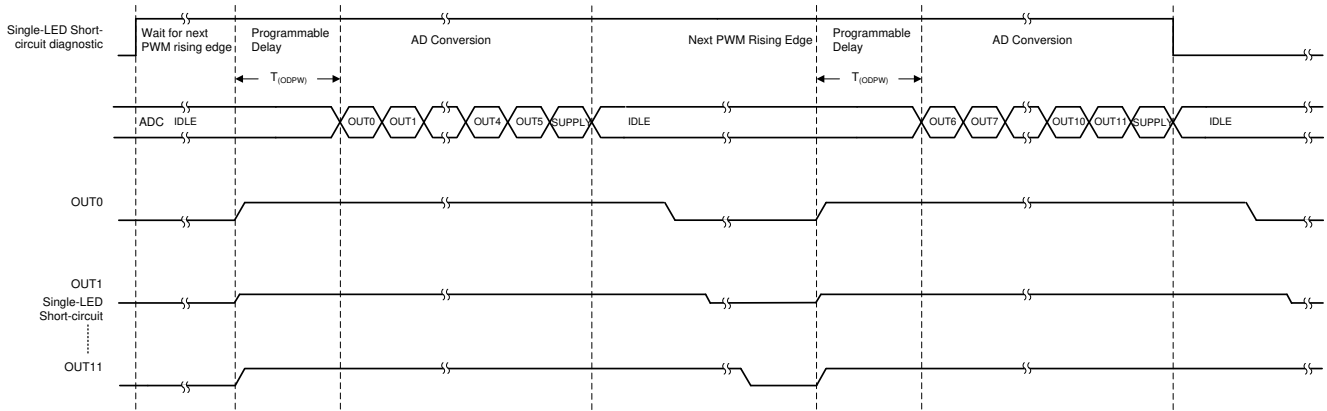 Single-LED Short-
circuit diagnostic
Wait for next
PWM rising edge
Programmable
Delay
AD Conversion
Next PWM Rising Edge
Programmable
Delay
AD Conversion
T(ODPW)
T(ODPW)
ADC IDLE
OUT0
OUT1
OUT4
OUT5
SUPPLY
IDLE
OUT6
OUT7
OUT10
OUT11
SUPPLY
IDLE
OUT0
OUT1
Single-LED
Short-circuit
OUT11